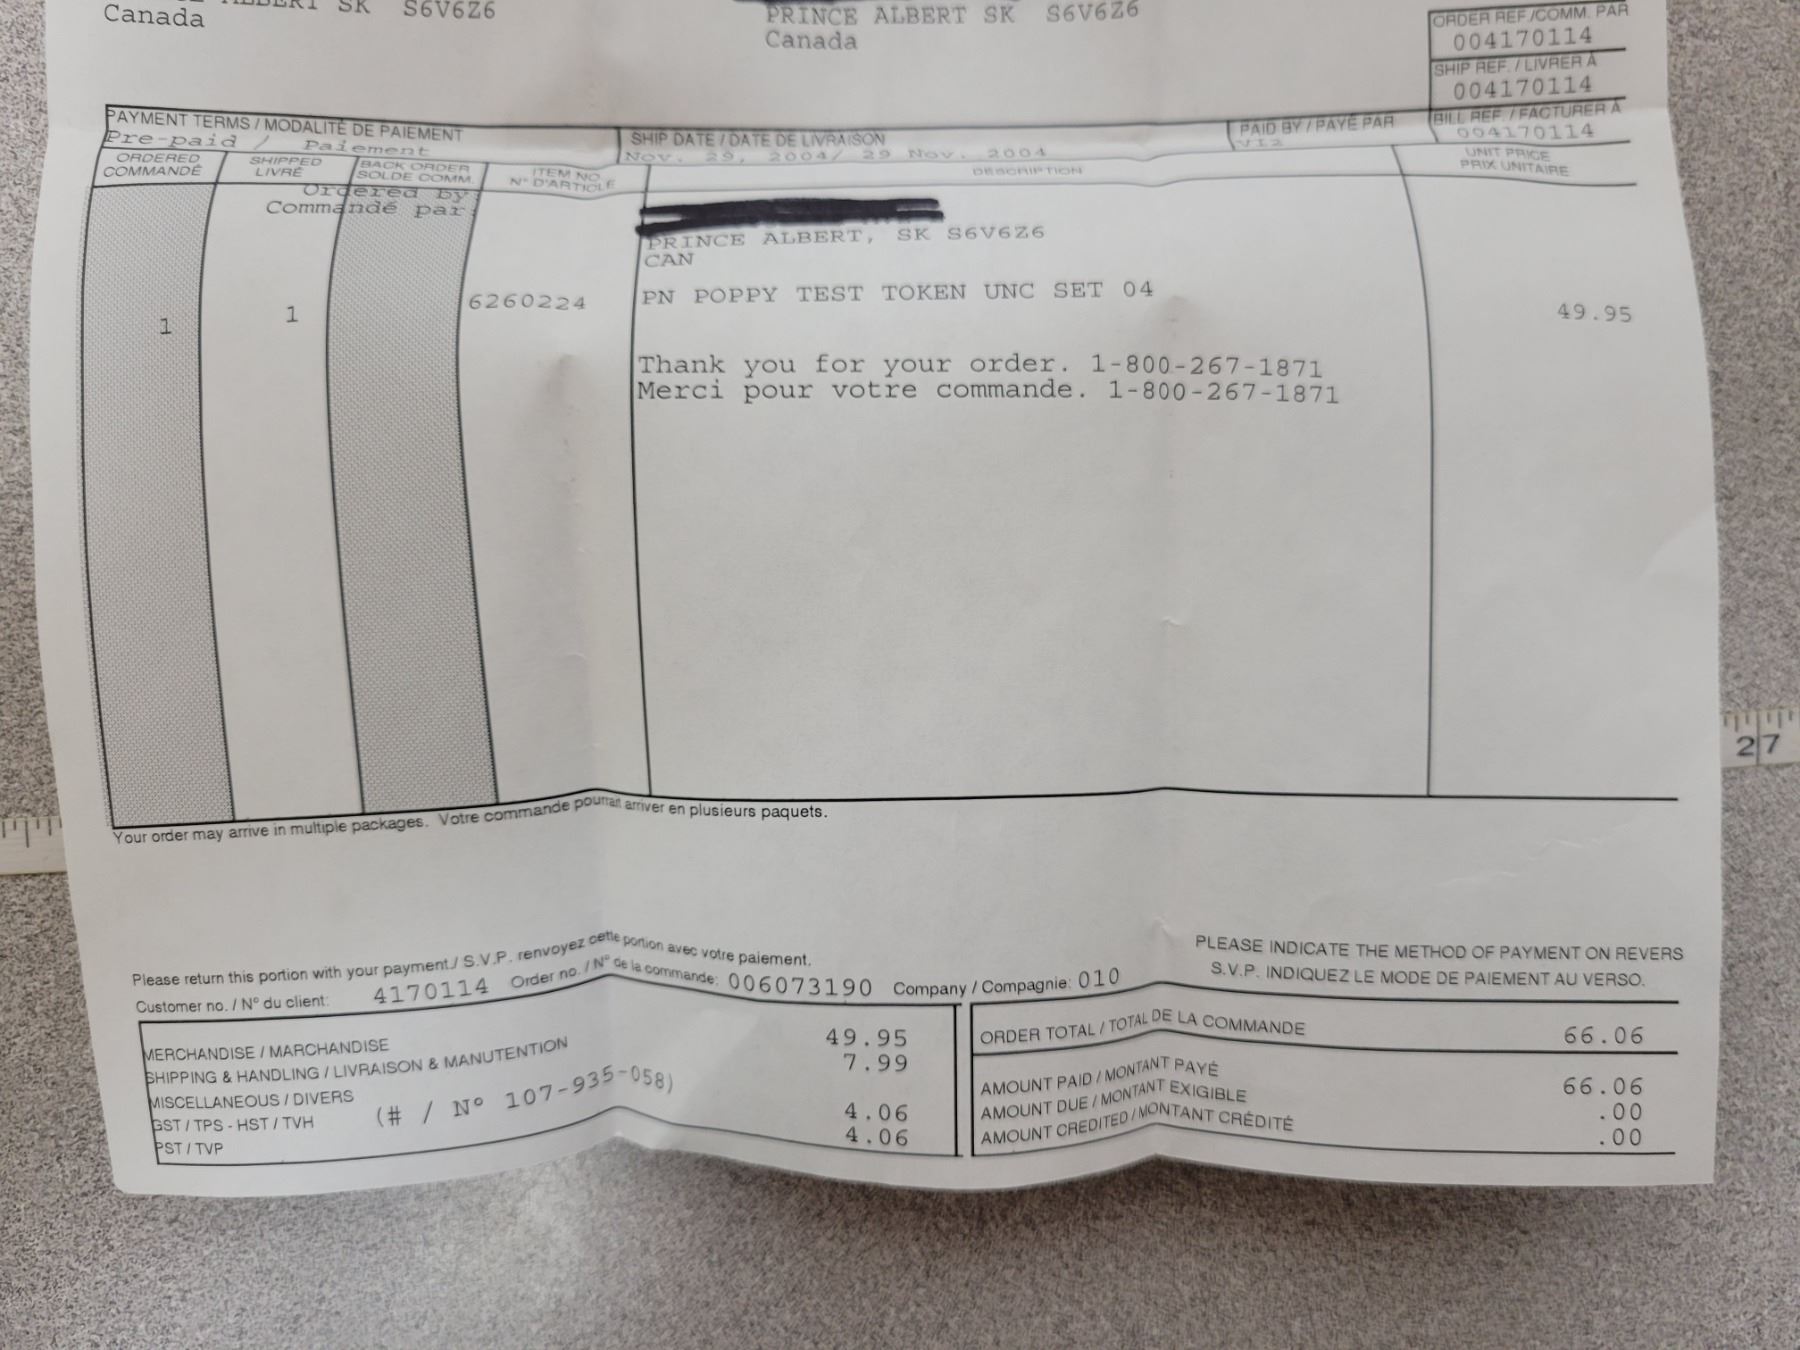 ALBERT SK S6V6Z6
Canada
PRINCE ALBERT SK S6V6Z6
Canada
ORDER REF./COMM. PAR
004170114
SHIP REF. / LIVRER À
004170114
BILL REF. / FACTURER À
004170114
PAYMENT TERMS / MODALITÉ DE PAIEMENT
Pre-paid / Paiement
SHIP DATE / DATE DE LIVRAISON
Nov. 29, 2004/ 29 Nov. 2004
PAID BY / PAYÉ PAR
ORDERED
COMMANDÉ
SHIPPED
LIVRÉ
BACK ORDER
SOLDE COMM.
ITEM NO.
N° D'ARTICLE
DESCRIPTION
UNIT PRICE
PRIX UNITAIRE
Ordered by:
Commandé par:
PRINCE ALBERT, SK S6V6Z6
CAN
1 1 6260224 PN POPPY TEST TOKEN UNC SET 04 49.95
Thank you for your order. 1-800-267-1871
Merci pour votre commande. 1-800-267-1871
Your order may arrive in multiple packages. Votre commande pourrait arriver en plusieurs paquets.
Please return this portion with your payment./ S.V.P. renvoyez cette portion avec votre paiement.
PLEASE INDICATE THE METHOD OF PAYMENT ON REVERS
S.V.P. INDIQUEZ LE MODE DE PAIEMENT AU VERSO.
Customer no. / N° du client: 4170114 Order no. / N° de la commande: 006073190 Company / Compagnie: 010
MERCHANDISE / MARCHANDISE 49.95
SHIPPING & HANDLING / LIVRAISON & MANUTENTION 7.99
MISCELLANEOUS / DIVERS
GST / TPS - HST / TVH (# / N° 107-935-058) 4.06
PST / TVP 4.06
ORDER TOTAL / TOTAL DE LA COMMANDE 66.06
AMOUNT PAID / MONTANT PAYÉ 66.06
AMOUNT DUE / MONTANT EXIGIBLE .00
AMOUNT CREDITED / MONTANT CRÉDITÉ .00
27